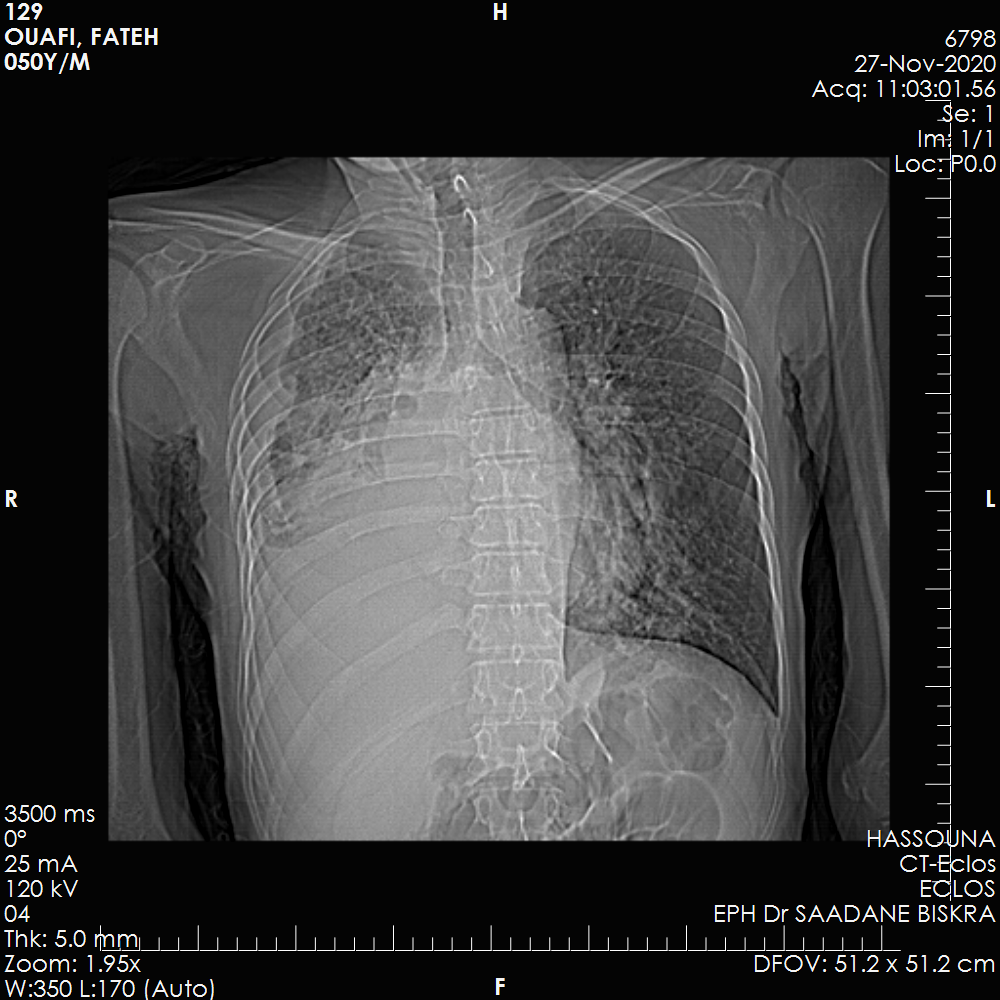 129
OUAFI, FATEH
050Y/M
H
6798
27-Nov-2020
Acq: 11:03:01.56
Se: 1
Im: 1/1
Loc: P0.0
R
L
3500 ms
0°
25 mA
120 kV
04
Thk: 5.0 mm
Zoom: 1.95x
W:350 L:170 (Auto)
F
HASSOUNA
CT-Eclos
ECLOS
EPH Dr SAADANE BISKRA
DFOV: 51.2 x 51.2 cm